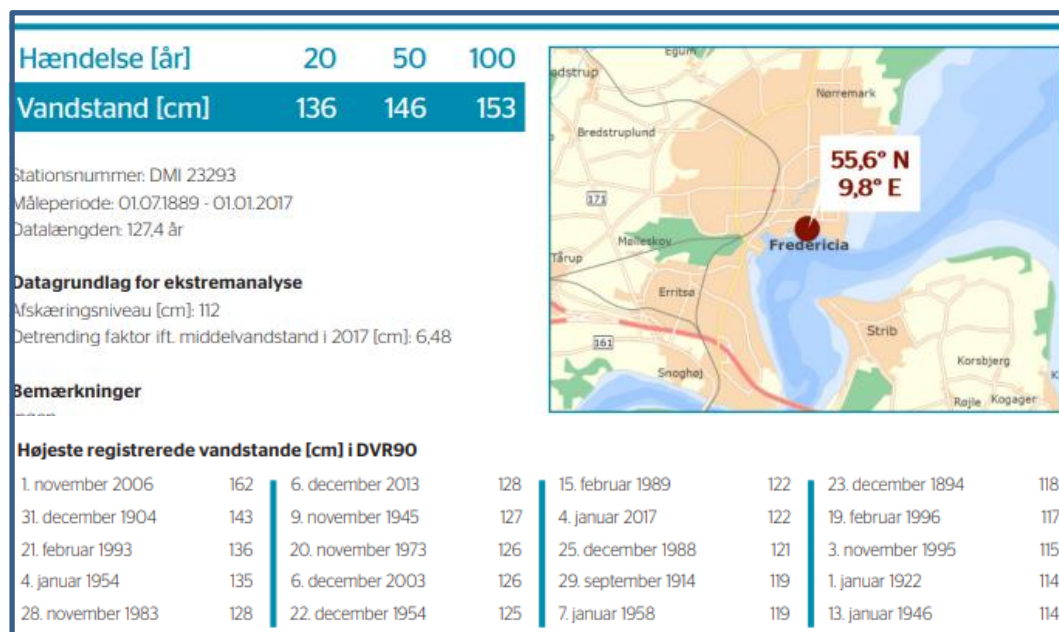 Hændelse [år] 20 50 100
Vandstand [cm] 136 146 153
Stationsnummer: DMI 23293
Måleperiode: 01.07.1889 - 01.01.2017
Datalængden: 127,4 år
Datagrundlag for ekstremanalyse
Afskæringsniveau [cm]: 112
Detrending faktor ift. middelvandstand i 2017 [cm]: 6,48
Bemærkninger
Egum
Nørremark
Bredstruplund
55,6° N
9,8° E
171
Mølleskov
Fredericia
Tårup
Erritsø
Strib
161
Korsbjerg
Snoghøj
Røjle Kogager
Højeste registrerede vandstande [cm] i DVR90
1. november 2006 162
31. december 1904 143
21. februar 1993 136
4. januar 1954 135
28. november 1983 128
6. december 2013 128
9. november 1945 127
20. november 1973 126
6. december 2003 126
22. december 1954 125
15. februar 1989 122
4. januar 2017 122
25. december 1988 121
29. september 1914 119
7. januar 1958 119
23. december 1894 118
19. februar 1996 117
3. november 1995 115
1. januar 1922 114
13. januar 1946 114